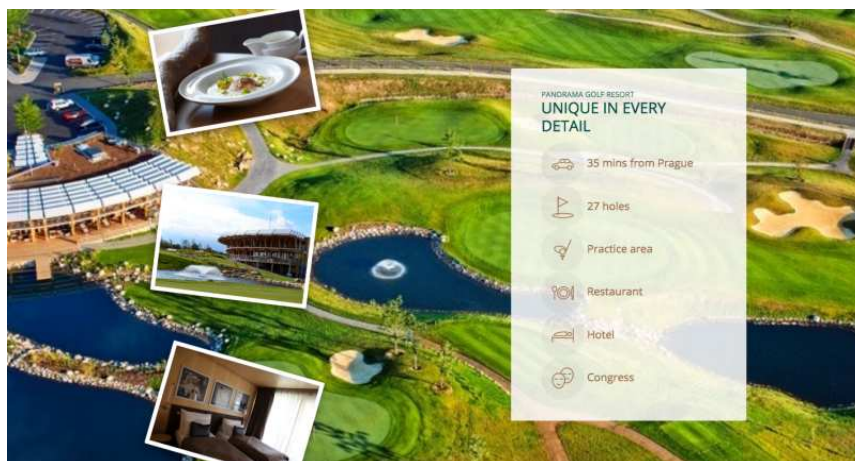 PANORAMA GOLF RESORT
UNIQUE IN EVERY
DETAIL
35 mins from Prague
27 holes
Practice area
Restaurant
Hotel
Congress